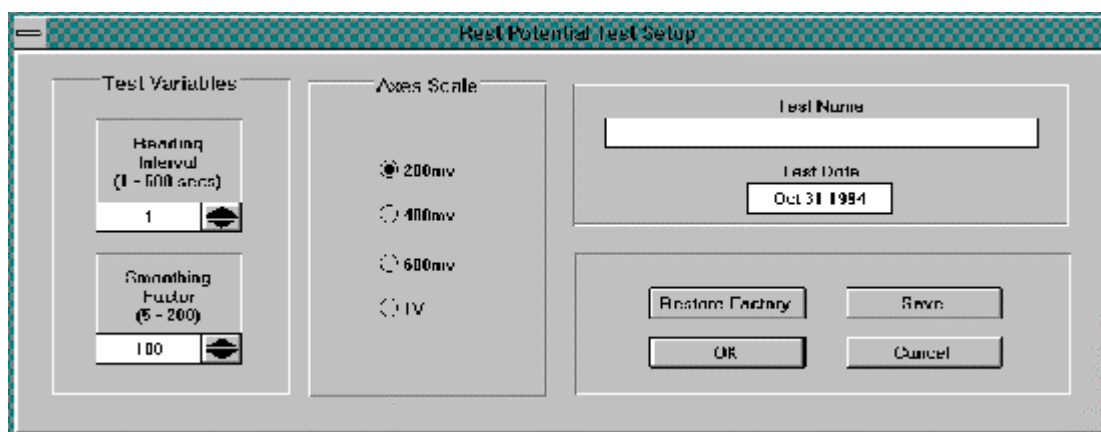 Rest Potential Test Setup
Test Variables
Reading
Interval
(1 - 600 secs)
1
Smoothing
Factor
(5 - 200)
100
Axes Scale
200mv
400mv
600mv
1V
Test Name
Test Date
Oct 31 1994
Restore Factory
Save
OK
Cancel